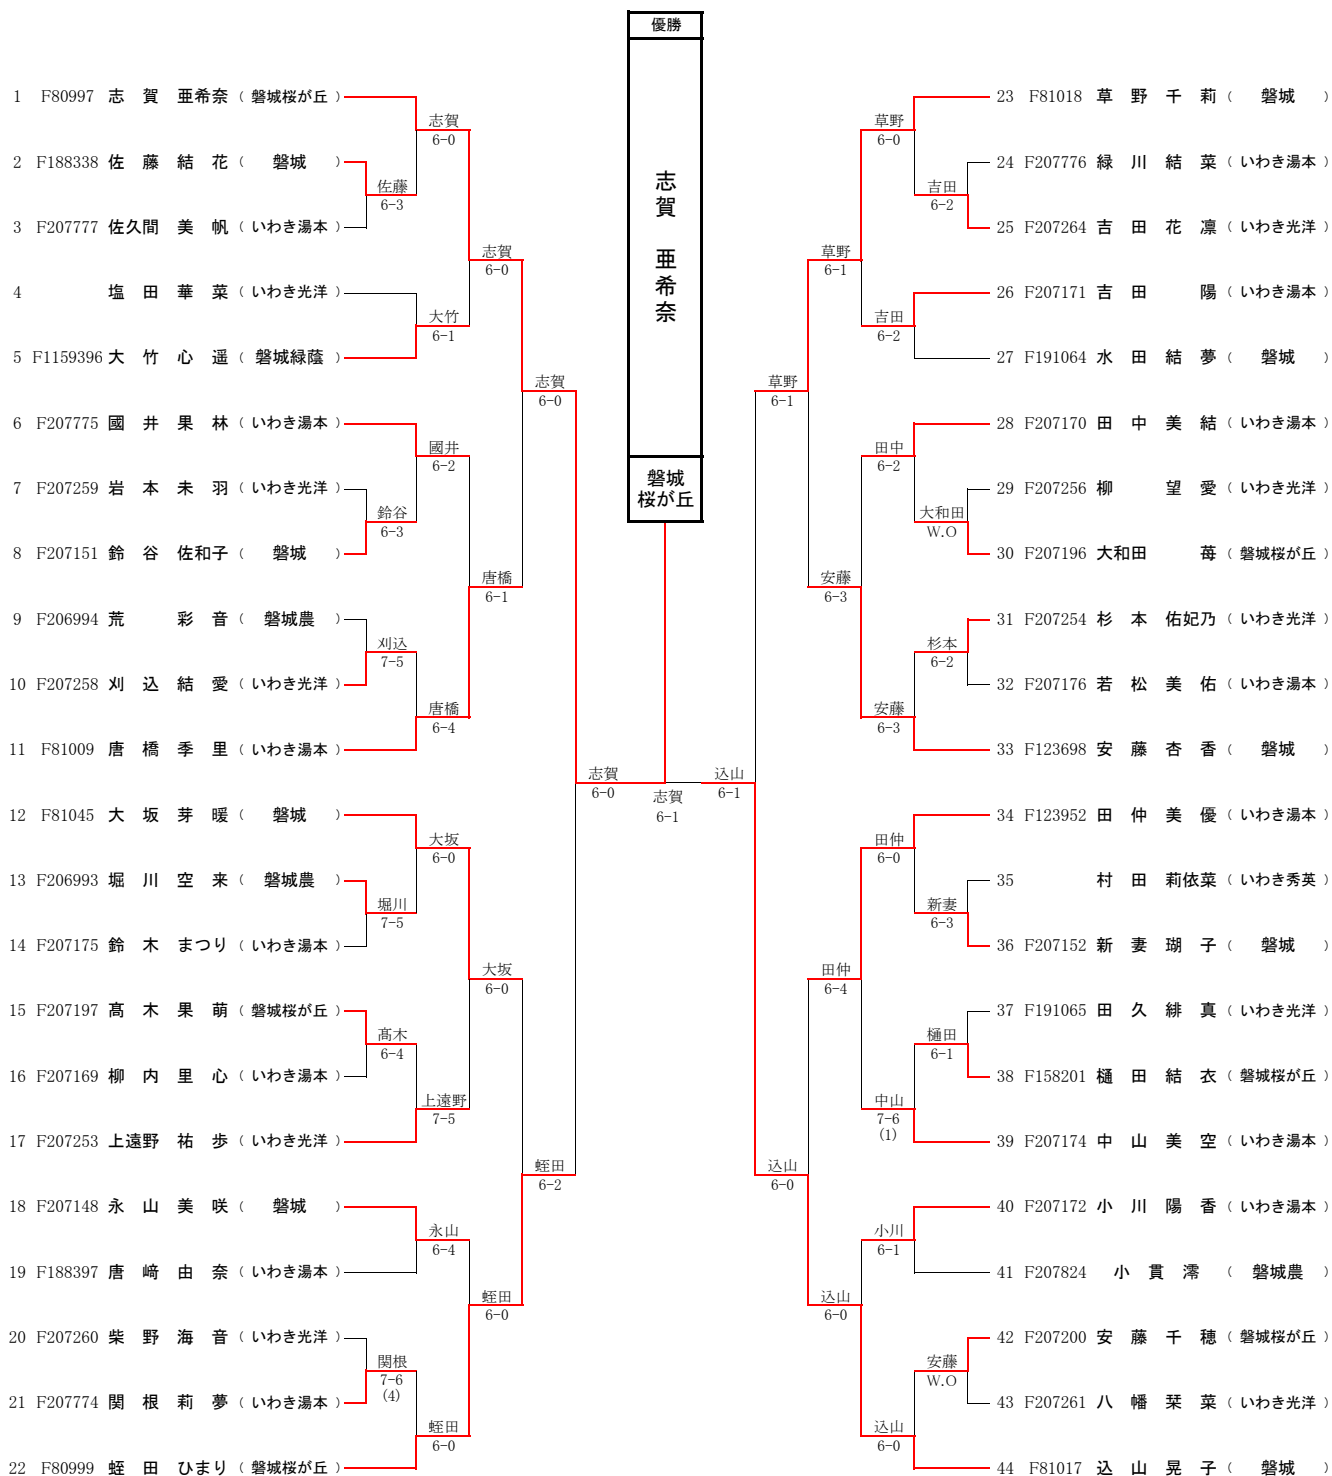 優勝
志賀 亜希奈
磐城
桜が丘
1 F80997 志 賀 亜希奈 ( 磐城桜が丘 )
2 F188338 佐 藤 結 花 ( 磐城 )
3 F207777 佐久間 美 帆 ( いわき湯本 )
4 塩 田 華 菜 ( いわき光洋 )
5 F1159396 大 竹 心 遥 ( 磐城緑蔭 )
6 F207775 國 井 果 林 ( いわき湯本 )
7 F207259 岩 本 未 羽 ( いわき光洋 )
8 F207151 鈴 谷 佐和子 ( 磐城 )
9 F206994 荒 彩 音 ( 磐城農 )
10 F207258 刈 込 結 愛 ( いわき光洋 )
11 F81009 唐 橋 季 里 ( いわき湯本 )
12 F81045 大 坂 芽 暖 ( 磐城 )
13 F206993 堀 川 空 来 ( 磐城農 )
14 F207175 鈴 木 まつり ( いわき湯本 )
15 F207197 髙 木 果 萌 ( 磐城桜が丘 )
16 F207169 柳 内 里 心 ( いわき湯本 )
17 F207253 上遠野 祐 歩 ( いわき光洋 )
18 F207148 永 山 美 咲 ( 磐城 )
19 F188397 唐 﨑 由 奈 ( いわき湯本 )
20 F207260 柴 野 海 音 ( いわき光洋 )
21 F207774 関 根 莉 夢 ( いわき湯本 )
22 F80999 蛭 田 ひまり ( 磐城桜が丘 )
佐藤
6-3
鈴谷
6-3
刈込
7-5
堀川
7-5
髙木
6-4
関根
7-6
(4)
志賀
6-0
大竹
6-1
國井
6-2
唐橋
6-4
大坂
6-0
上遠野
7-5
永山
6-4
蛭田
6-0
志賀
6-0
唐橋
6-1
大坂
6-0
蛭田
6-0
志賀
6-0
蛭田
6-2
志賀
6-0
志賀
6-1
込山
6-1
草野
6-1
込山
6-0
草野
6-1
安藤
6-3
田仲
6-4
込山
6-0
草野
6-0
吉田
6-2
田中
6-2
安藤
6-3
田仲
6-0
中山
7-6
(1)
小川
6-1
込山
6-0
吉田
6-2
大和田
W.O
杉本
6-2
新妻
6-3
樋田
6-1
安藤
W.O
23 F81018 草 野 千 莉 ( 磐城 )
24 F207776 緑 川 結 菜 ( いわき湯本 )
25 F207264 吉 田 花 凛 ( いわき光洋 )
26 F207171 吉 田 陽 ( いわき湯本 )
27 F191064 水 田 結 夢 ( 磐城 )
28 F207170 田 中 美 結 ( いわき湯本 )
29 F207256 柳 望 愛 ( いわき光洋 )
30 F207196 大和田 苺 ( 磐城桜が丘 )
31 F207254 杉 本 佑妃乃 ( いわき光洋 )
32 F207176 若 松 美 佑 ( いわき湯本 )
33 F123698 安 藤 杏 香 ( 磐城 )
34 F123952 田 仲 美 優 ( いわき湯本 )
35 村 田 莉依菜 ( いわき秀英 )
36 F207152 新 妻 瑚 子 ( 磐城 )
37 F191065 田 久 緋 真 ( いわき光洋 )
38 F158201 樋 田 結 衣 ( 磐城桜が丘 )
39 F207174 中 山 美 空 ( いわき湯本 )
40 F207172 小 川 陽 香 ( いわき湯本 )
41 F207824 小 貫 澪 ( 磐城農 )
42 F207200 安 藤 千 穂 ( 磐城桜が丘 )
43 F207261 八 幡 栞 菜 ( いわき光洋 )
44 F81017 込 山 晃 子 ( 磐城 )